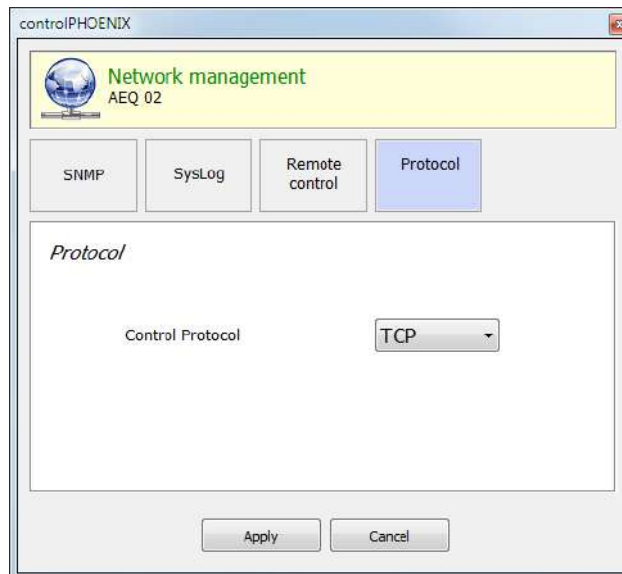 controlPHOENIX
Network management
AEQ 02
SNMP
SysLog
Remote
control
Protocol
Protocol
Control Protocol
TCP
Apply
Cancel